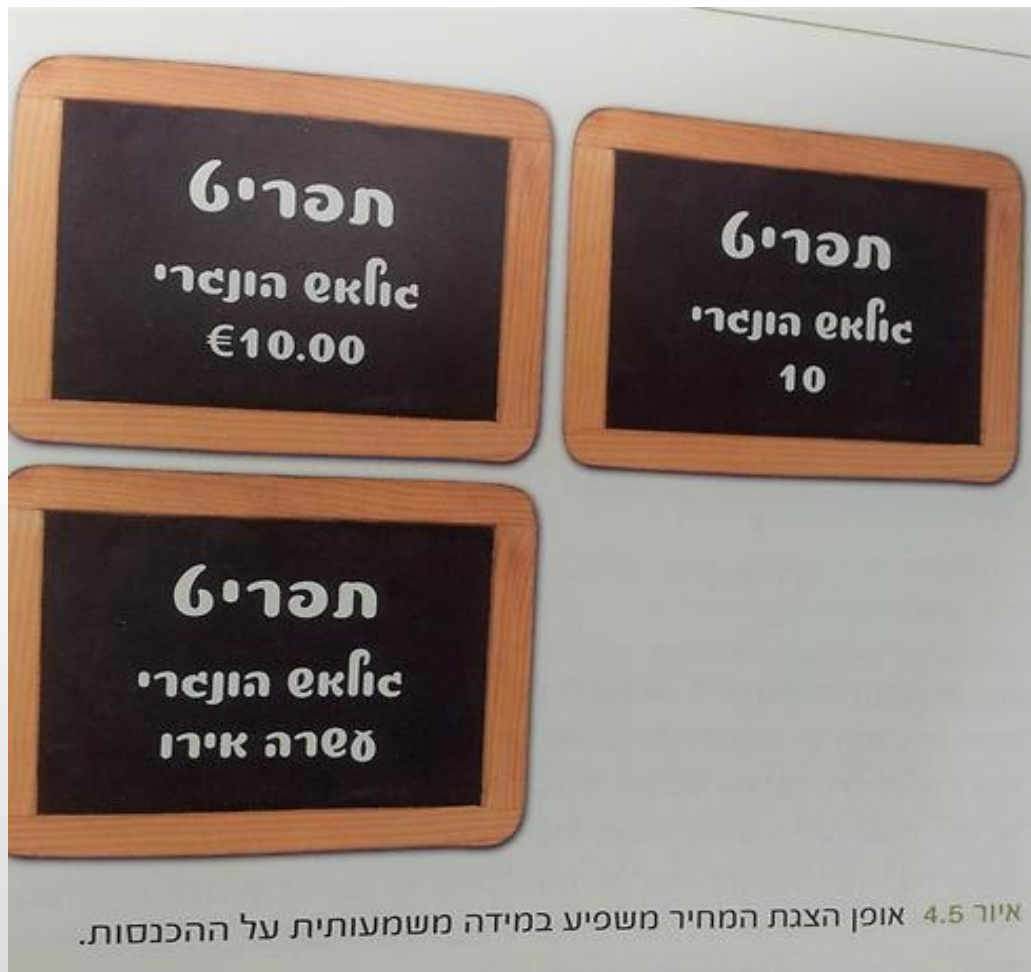 תפריט
גולאש הונגרי
10
תפריט
גולאש הונגרי
€10.00
תפריט
גולאש הונגרי
עשרה אירו
איור 4.5 אופן הצגת המחיר משפיע במידה משמעותית על ההכנסות.